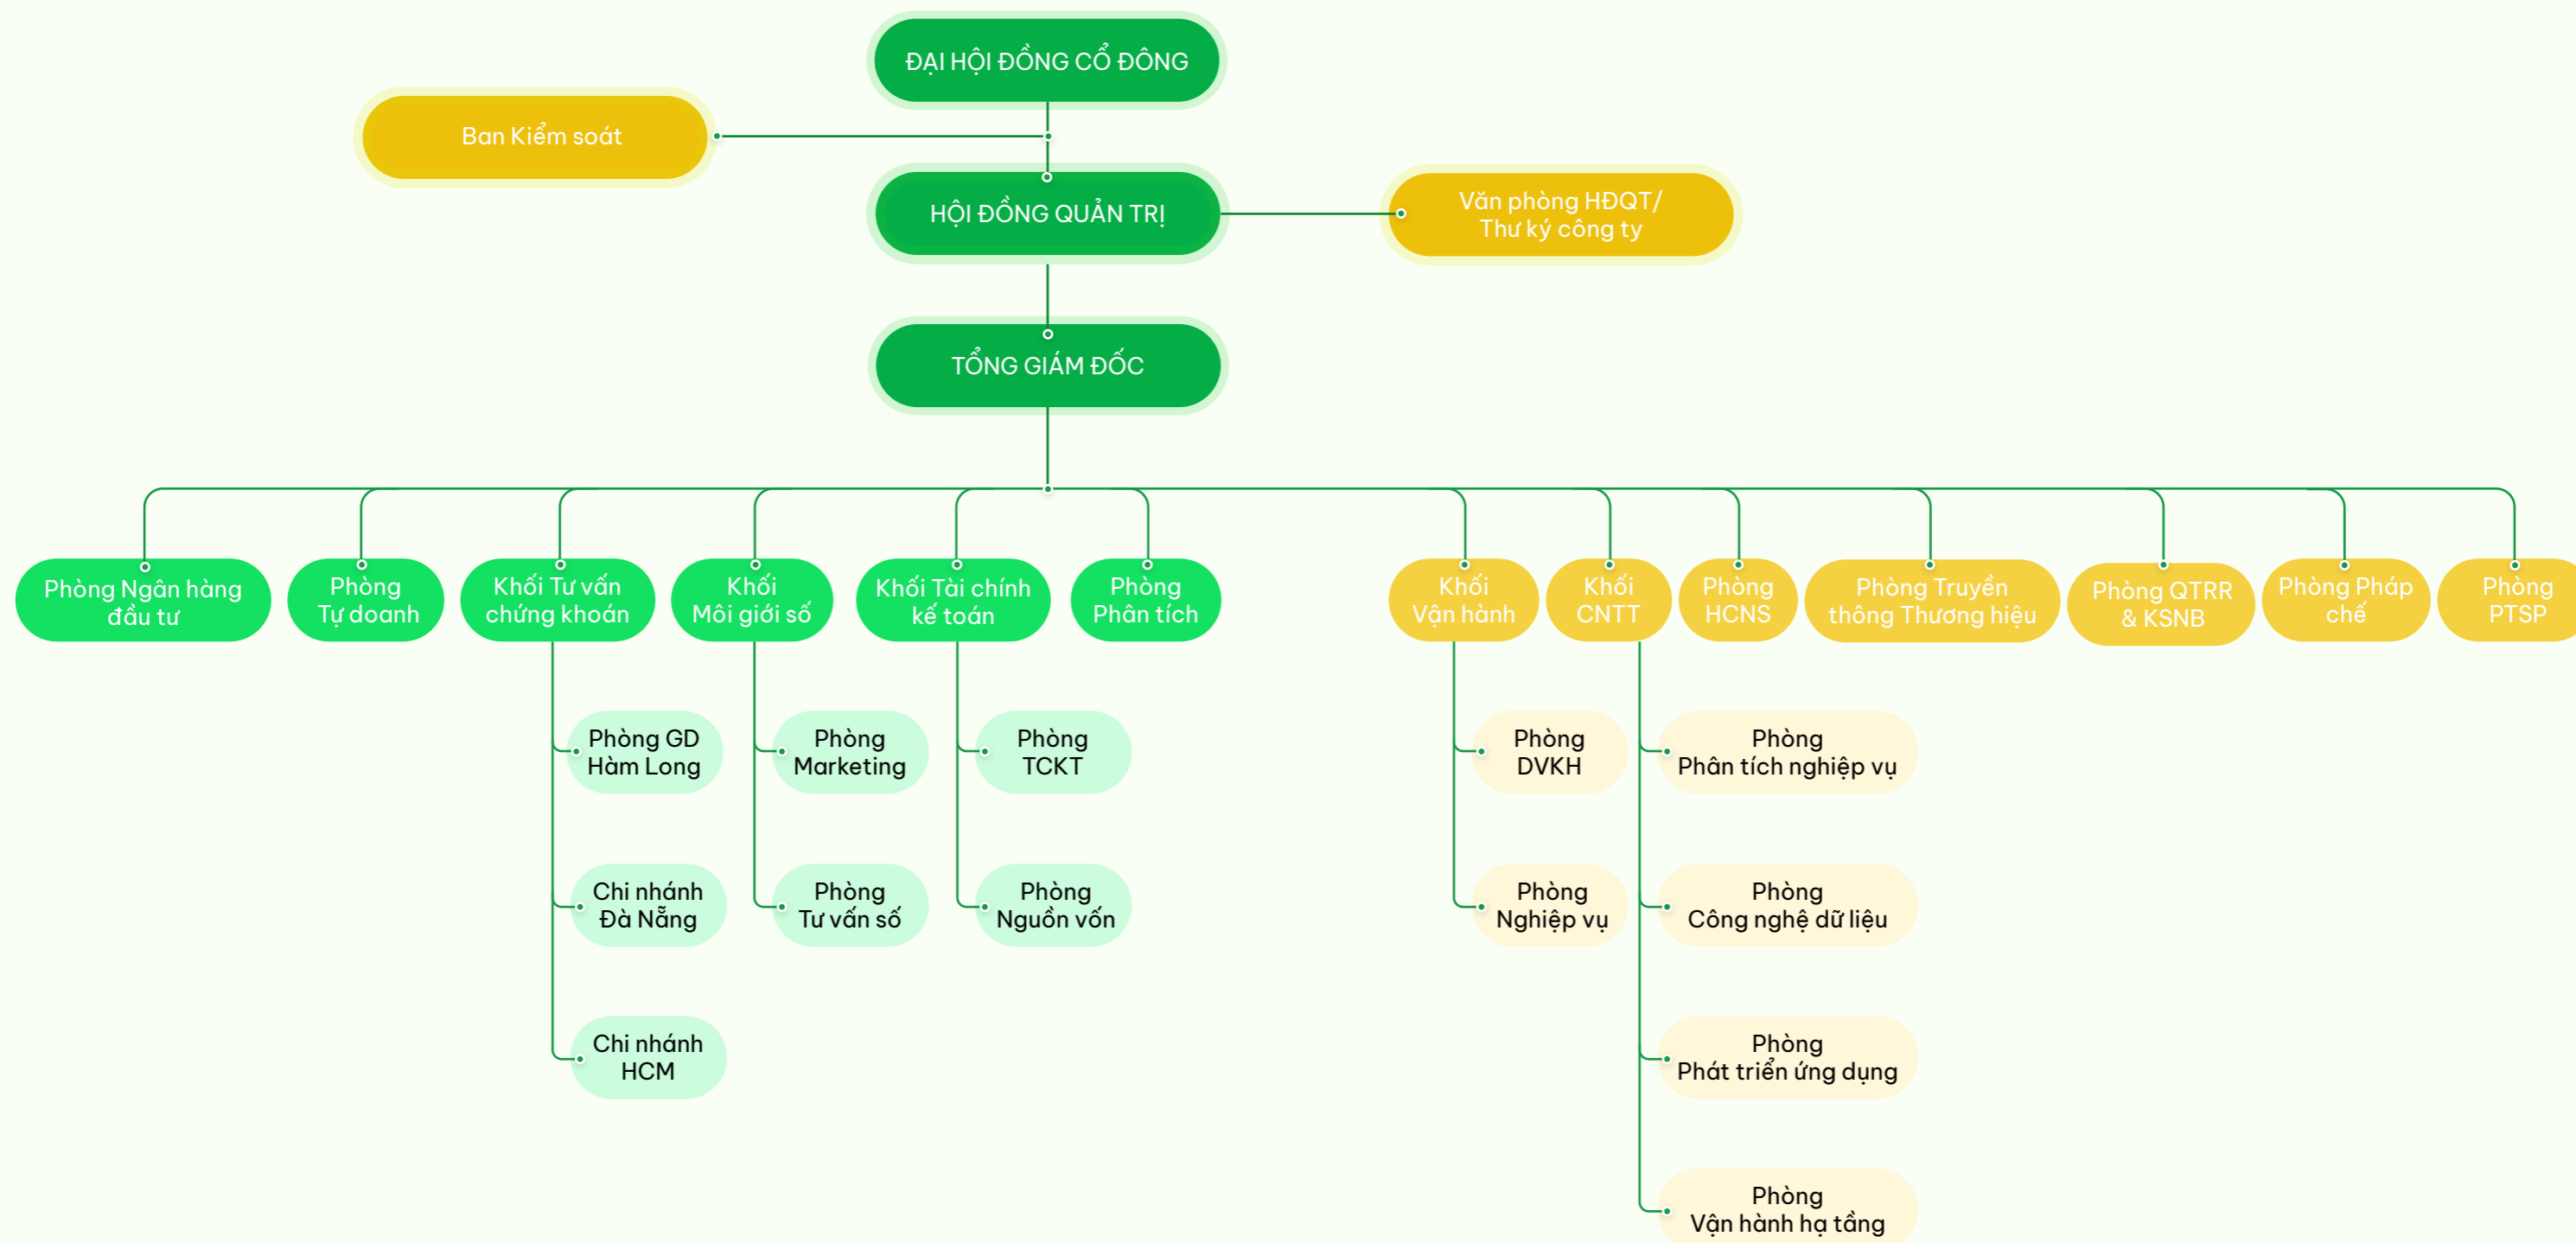 ĐẠI HỘI ĐỒNG CỔ ĐÔNG
Ban Kiểm soát
HỘI ĐỒNG QUẢN TRỊ
Văn phòng HĐQT/
Thư ký công ty
TỔNG GIÁM ĐỐC
Phòng Ngân hàng
đầu tư
Phòng
Tự doanh
Khối Tư vấn
chứng khoán
Khối
Môi giới số
Khối Tài chính
kế toán
Phòng
Phân tích
Khối
Vận hành
Khối
CNTT
Phòng
HCNS
Phòng Truyền
thông Thương hiệu
Phòng QTRR
& KSNB
Phòng Pháp
chế
Phòng
PTSP
Phòng GD
Hàm Long
Phòng
Marketing
Phòng
TCKT
Phòng
DVKH
Phòng
Phân tích nghiệp vụ
Chi nhánh
Đà Nẵng
Phòng
Tư vấn số
Phòng
Nguồn vốn
Phòng
Nghiệp vụ
Phòng
Công nghệ dữ liệu
Chi nhánh
HCM
Phòng
Phát triển ứng dụng
Phòng
Vận hành hạ tầng